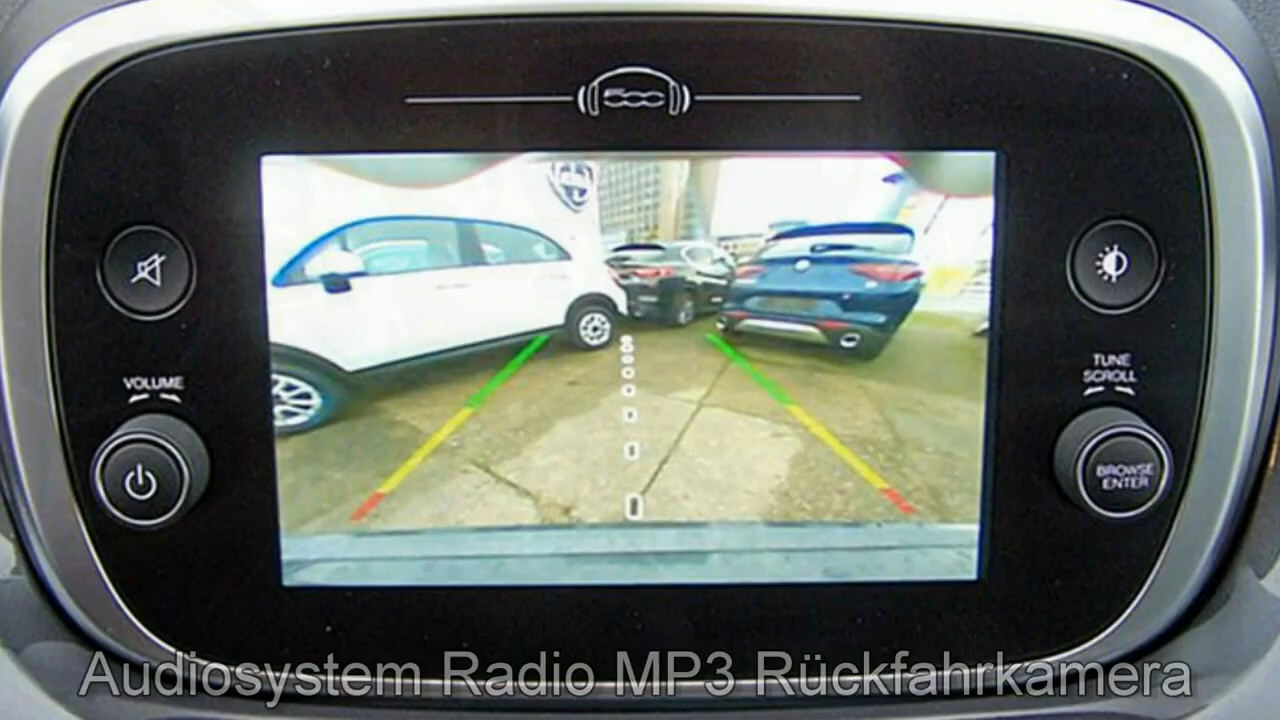 500
VOLUME
TUNE
SCROLL
BROWSE
ENTER
Audiosystem Radio MP3 Rückfahrkamera